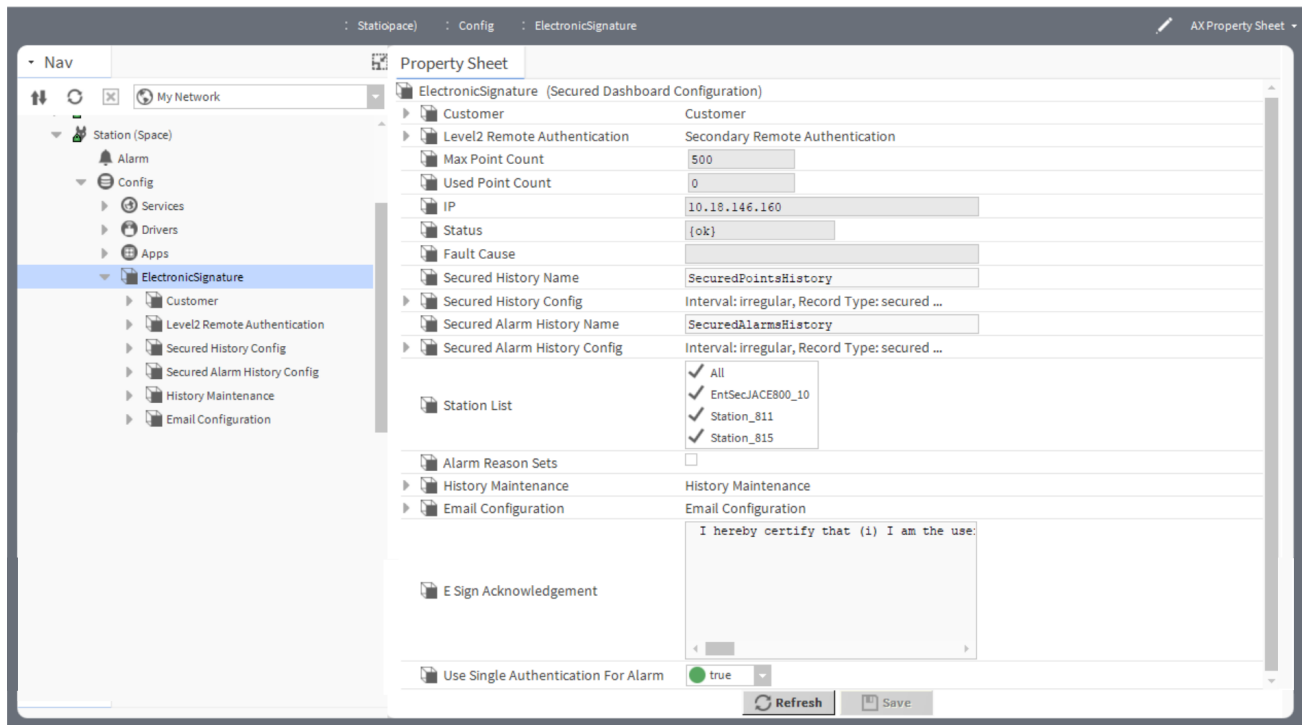 : Statiopace) : Config : ElectronicSignature AX Property Sheet
Nav
My Network
Station (Space)
Alarm
Config
Services
Drivers
Apps
ElectronicSignature
Customer
Level2 Remote Authentication
Secured History Config
Secured Alarm History Config
History Maintenance
Email Configuration
Property Sheet
ElectronicSignature (Secured Dashboard Configuration)
Customer Customer
Level2 Remote Authentication Secondary Remote Authentication
Max Point Count 500
Used Point Count 0
IP 10.18.146.160
Status {ok}
Fault Cause
Secured History Name SecuredPointsHistory
Secured History Config Interval: irregular, Record Type: secured ...
Secured Alarm History Name SecuredAlarmsHistory
Secured Alarm History Config Interval: irregular, Record Type: secured ...
Station List
All
EntSecJACE800_10
Station_811
Station_815
Alarm Reason Sets
History Maintenance History Maintenance
Email Configuration Email Configuration
E Sign Acknowledgement
I hereby certify that (i) I am the use
Use Single Authentication For Alarm true
Refresh Save